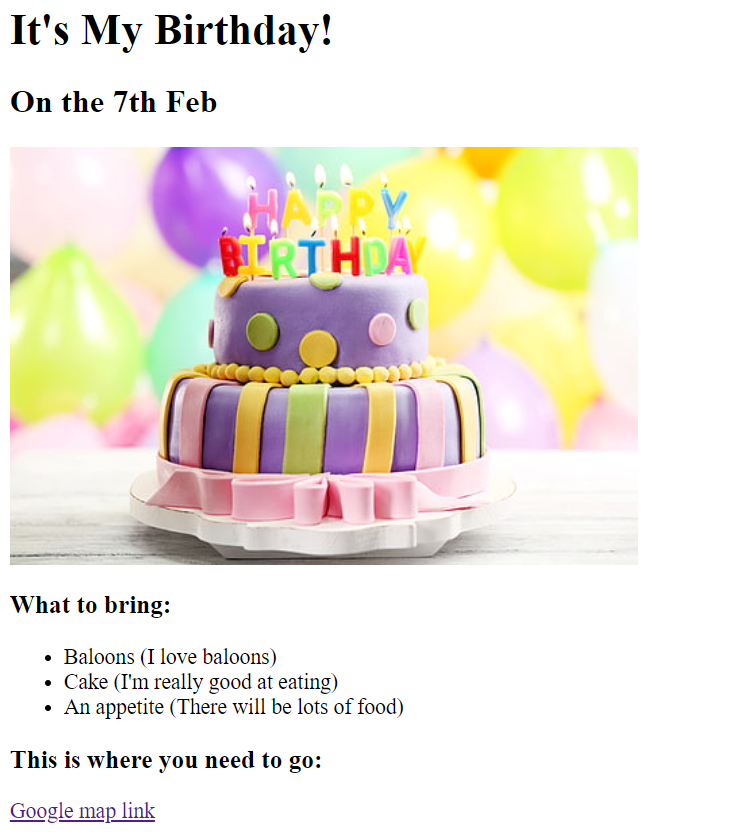 It's My Birthday!
On the 7th Feb
HAPPY
BIRTHDAY
What to bring:
Baloons (I love baloons)
Cake (I'm really good at eating)
An appetite (There will be lots of food)
This is where you need to go:
Google map link